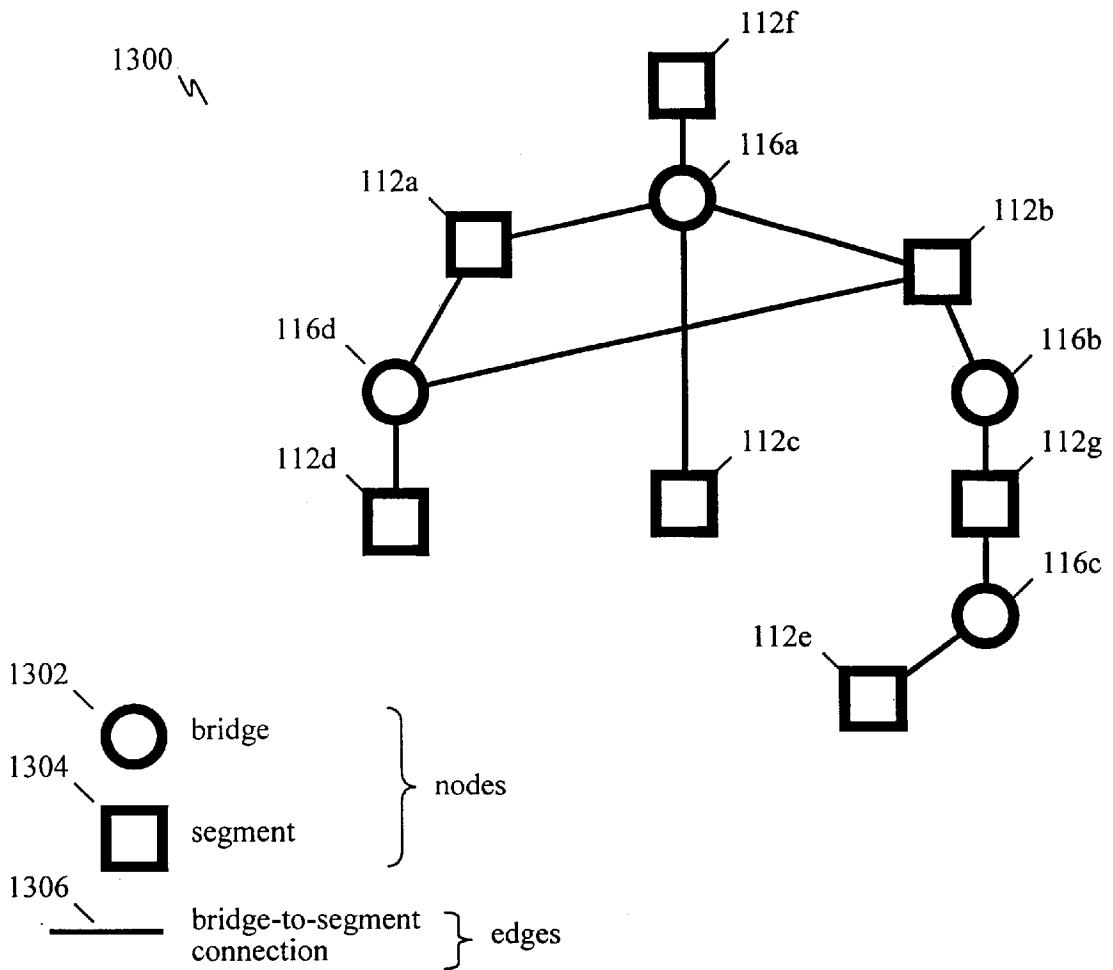 112f
1300
116a
112a
112b
116d
116b
112d
112c
112g
116c
112e
1302
bridge
1304
nodes
segment
1306
bridge-to-segment
connection
edges